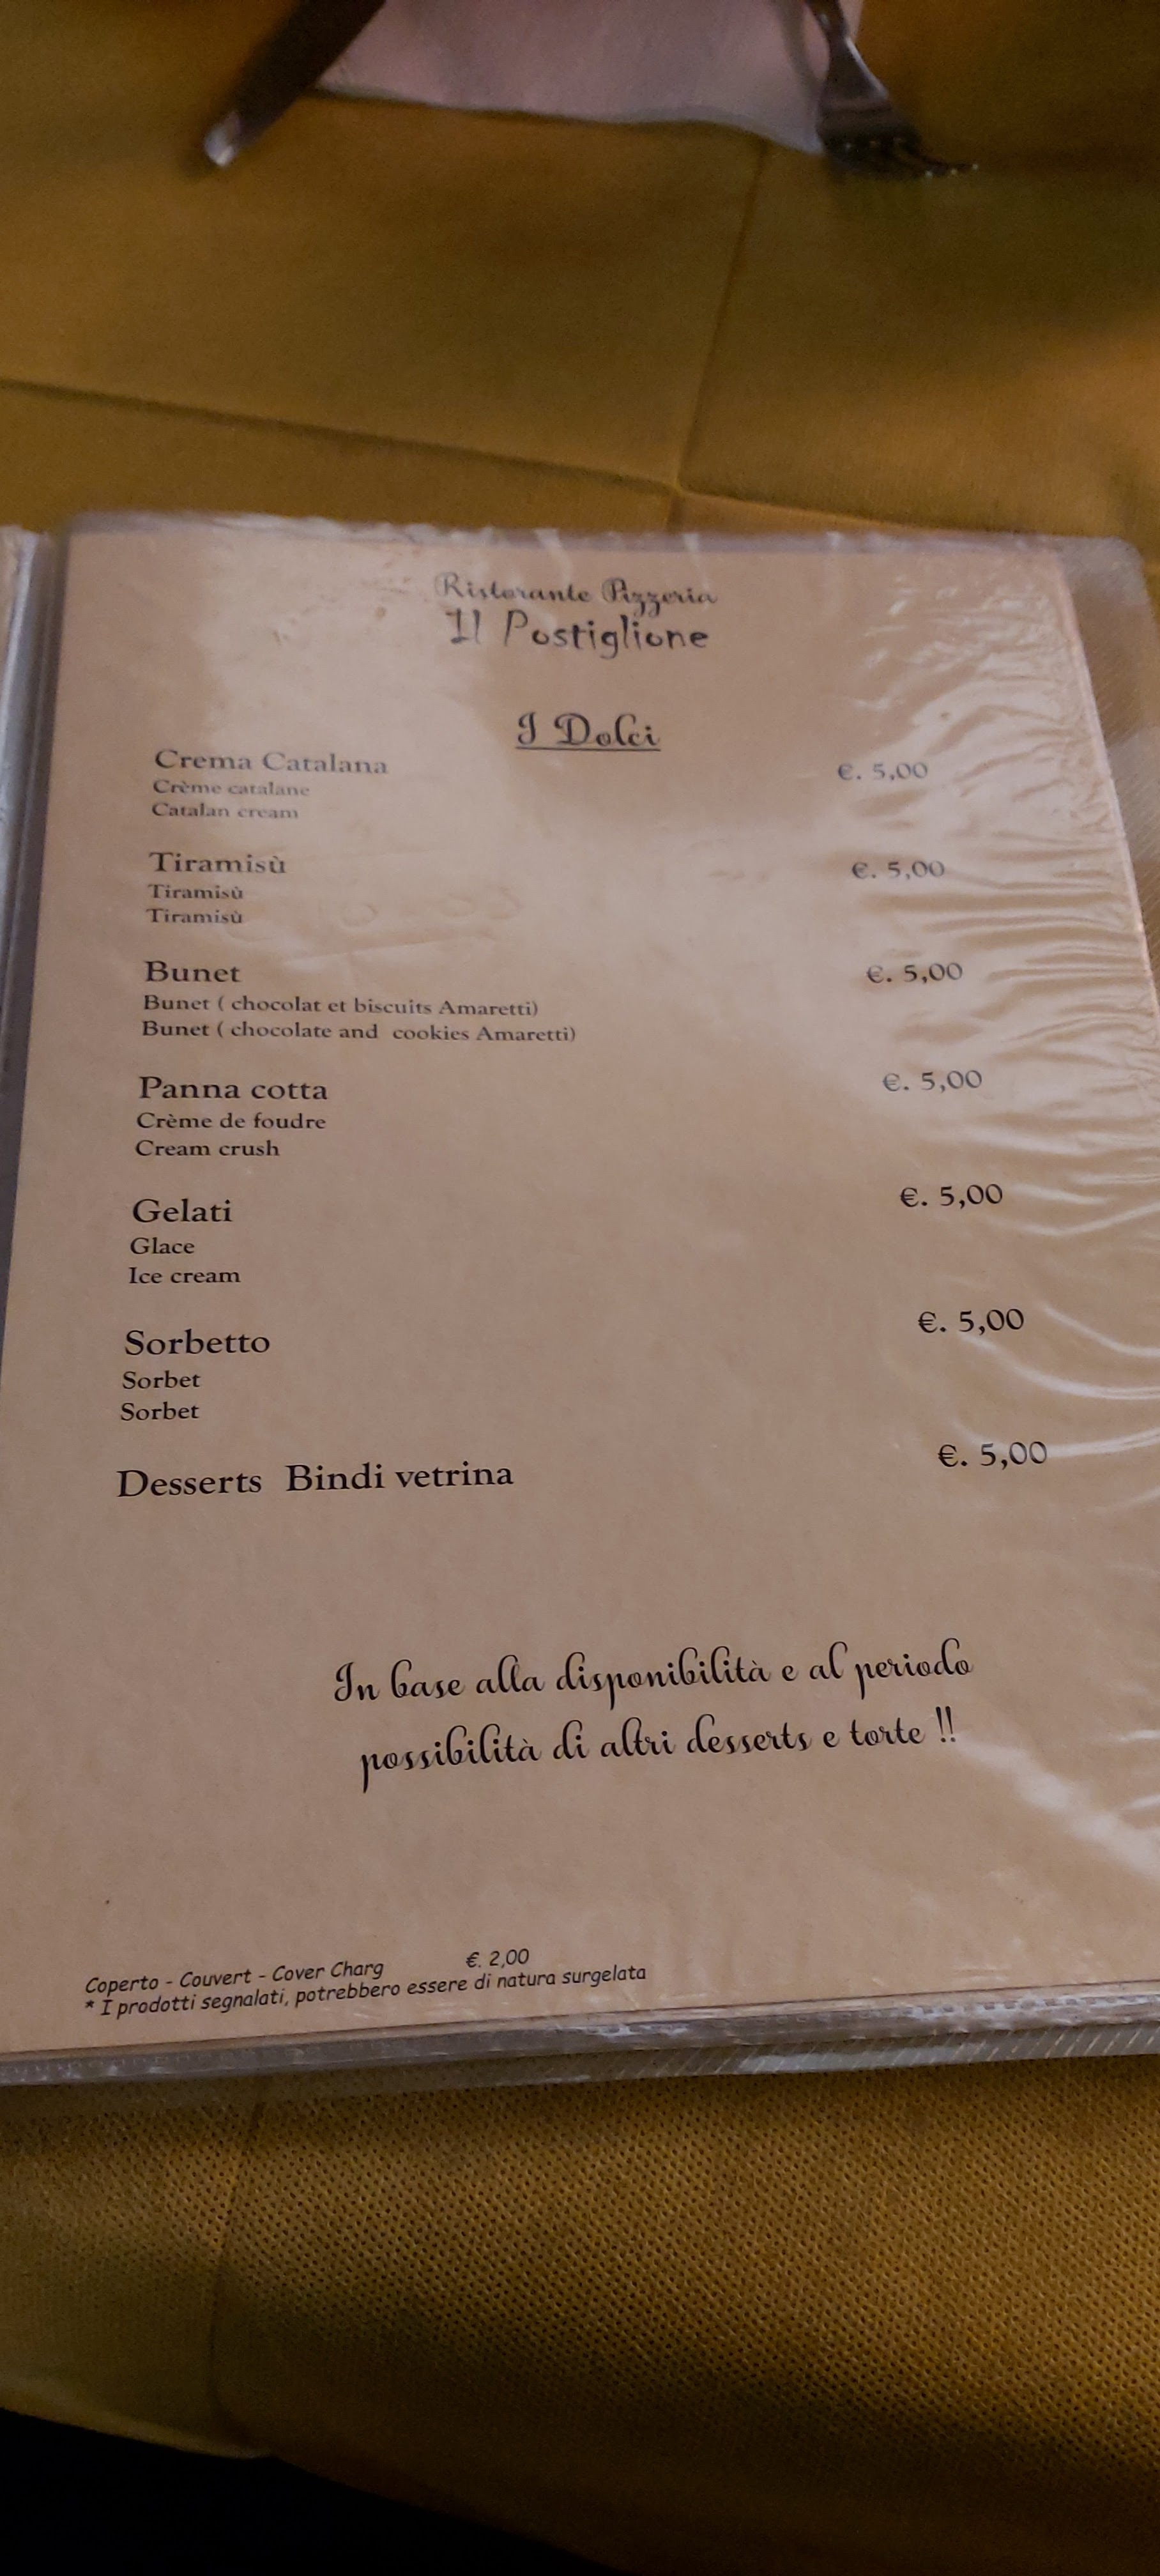 Ristorante Pizzeria
Il Postiglione
I Dolci
Crema Catalana €. 5,00
Crème catalane
Catalan cream
Tiramisù €. 5,00
Tiramisù
Tiramisù
Bunet €. 5,00
Bunet ( chocolat et biscuits Amaretti)
Bunet ( chocolate and cookies Amaretti)
Panna cotta €. 5,00
Crème de foudre
Cream crush
Gelati €. 5,00
Glace
Ice cream
Sorbetto €. 5,00
Sorbet
Sorbet
Desserts Bindi vetrina €. 5,00
In base alla disponibilità e al periodo
possibilità di altri desserts e torte !!
Coperto - Couvert - Cover Charg €. 2,00
* I prodotti segnalati, potrebbero essere di natura surgelata